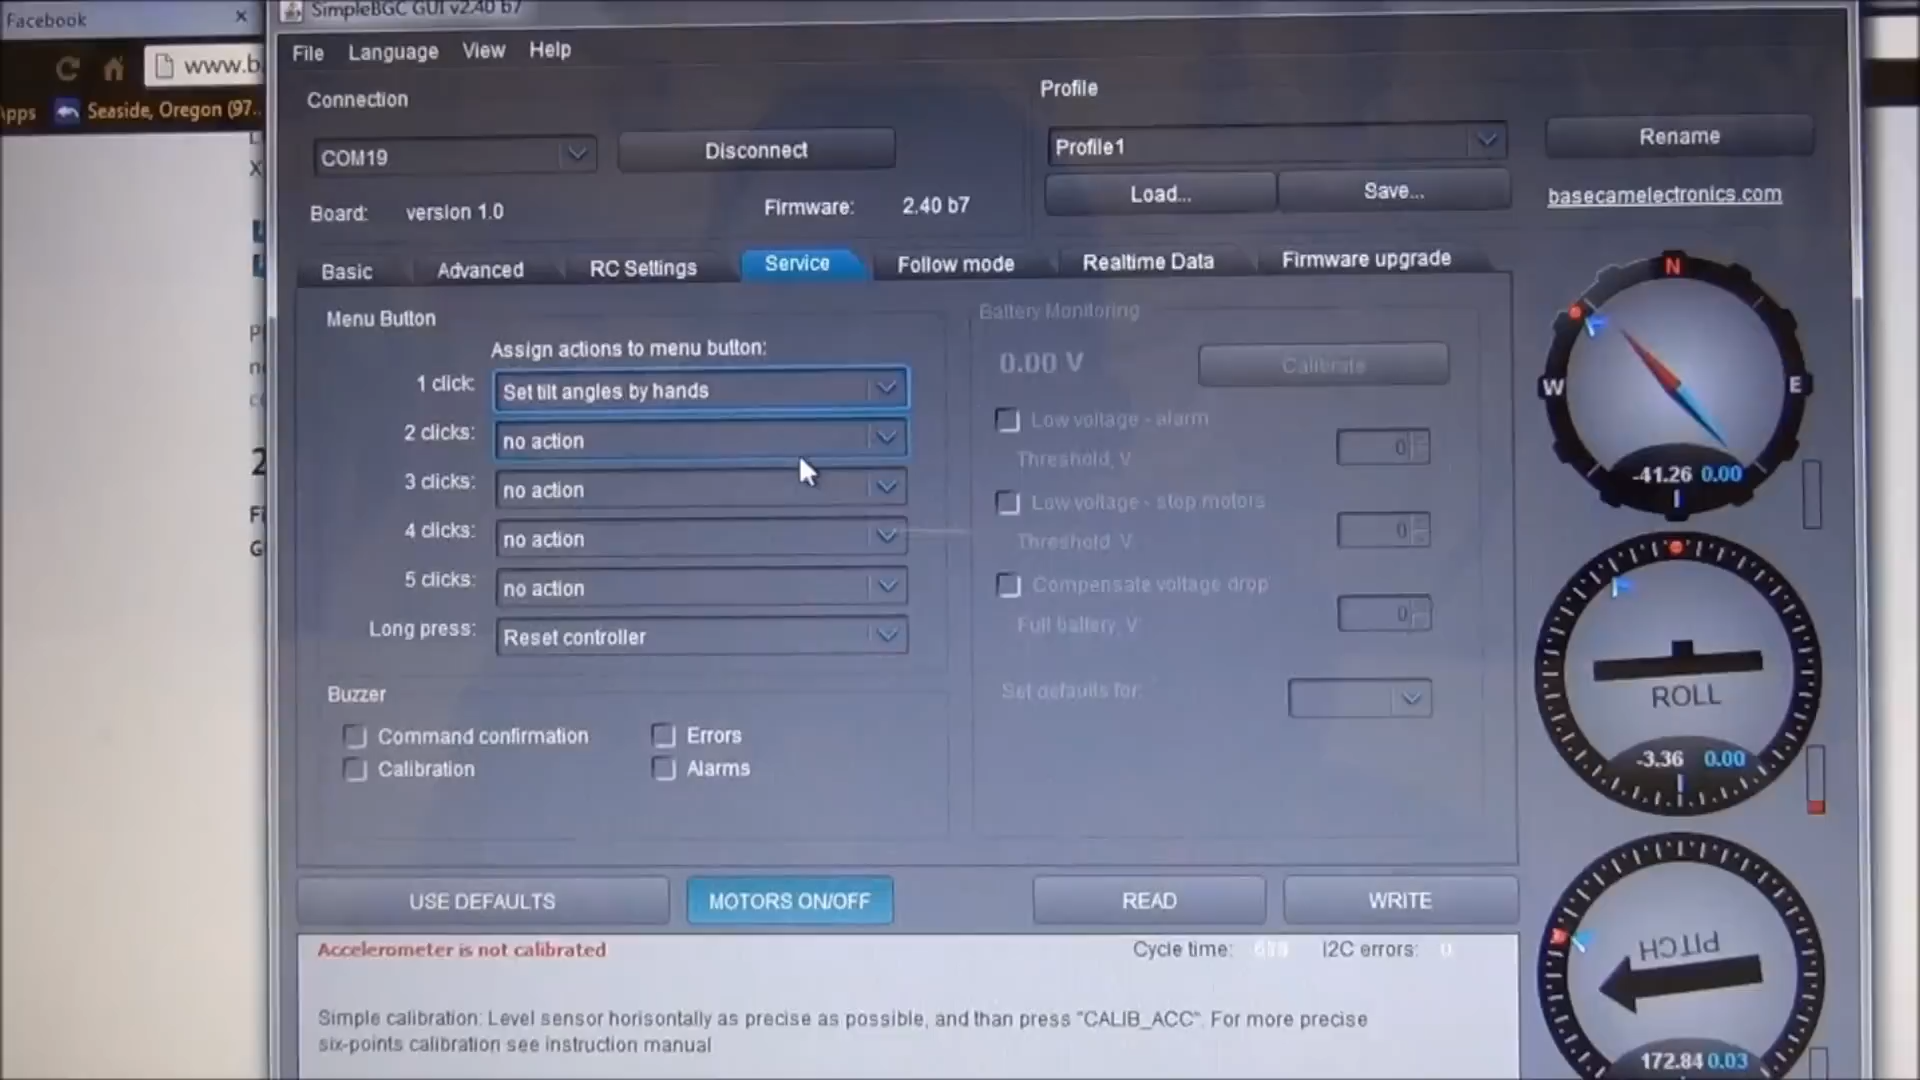 Facebook
SimpleBGC GUI v2.40 b7
www.b
Apps Seaside, Oregon (97...
File Language View Help
Connection
Profile
COM19
Disconnect
Profile1
Rename
Board: version 1.0
Firmware: 2.40 b7
Load...
Save...
basecamelectronics.com
Basic
Advanced
RC Settings
Service
Follow mode
Realtime Data
Firmware upgrade
Menu Button
Assign actions to menu button:
1 click: Set tilt angles by hands
2 clicks: no action
3 clicks: no action
4 clicks: no action
5 clicks: no action
Long press: Reset controller
Buzzer
Command confirmation
Errors
Calibration
Alarms
Battery Monitoring
0.00 V
Calibrate
Low voltage - alarm
Threshold, V 0
Low voltage - stop motors
Threshold, V 0
Compensate voltage drop
Full battery, V 0
Set defaults for:
N
W
E
-41.26 0.00
ROLL
-3.36 0.00
PITCH
172.84 0.03
USE DEFAULTS
MOTORS ON/OFF
READ
WRITE
Accelerometer is not calibrated
Cycle time:
I2C errors: 0
Simple calibration: Level sensor horisontally as precise as possible, and than press "CALIB_ACC". For more precise
six-points calibration see instruction manual